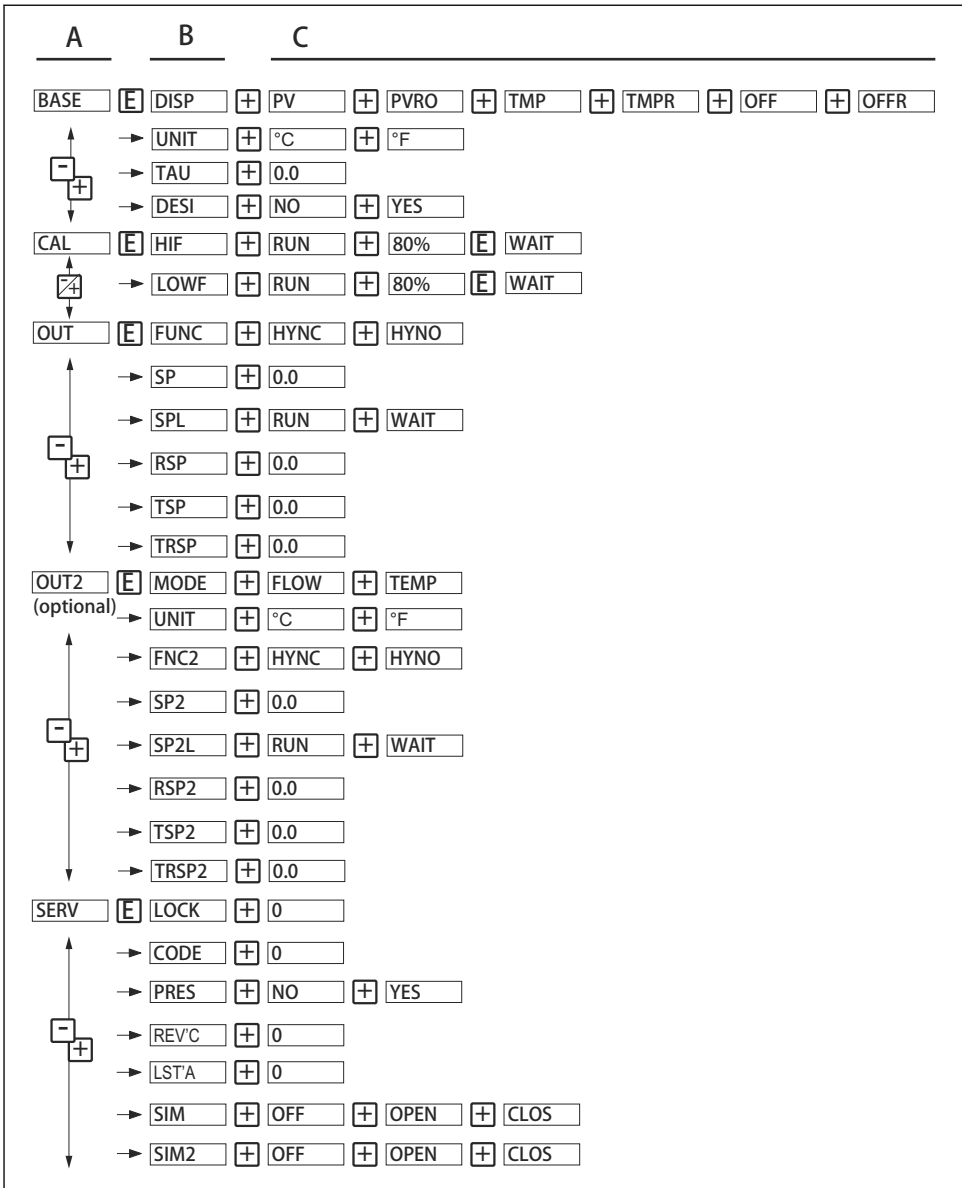 A B C
BASE E DISP + PV + PVRO + TMP + TMPR + OFF + OFFR
UNIT + °C + °F
- + TAU + 0.0
DESI + NO + YES
CAL E HIF + RUN + 80% E WAIT
-/+ LOWF + RUN + 80% E WAIT
OUT E FUNC + HYNC + HYNO
SP + 0.0
SPL + RUN + WAIT
- + RSP + 0.0
TSP + 0.0
TRSP + 0.0
OUT2 E MODE + FLOW + TEMP
(optional) UNIT + °C + °F
FNC2 + HYNC + HYNO
SP2 + 0.0
- + SP2L + RUN + WAIT
RSP2 + 0.0
TSP2 + 0.0
TRSP2 + 0.0
SERV E LOCK + 0
CODE + 0
PRES + NO + YES
- + REV'C + 0
LST'A + 0
SIM + OFF + OPEN + CLOS
SIM2 + OFF + OPEN + CLOS